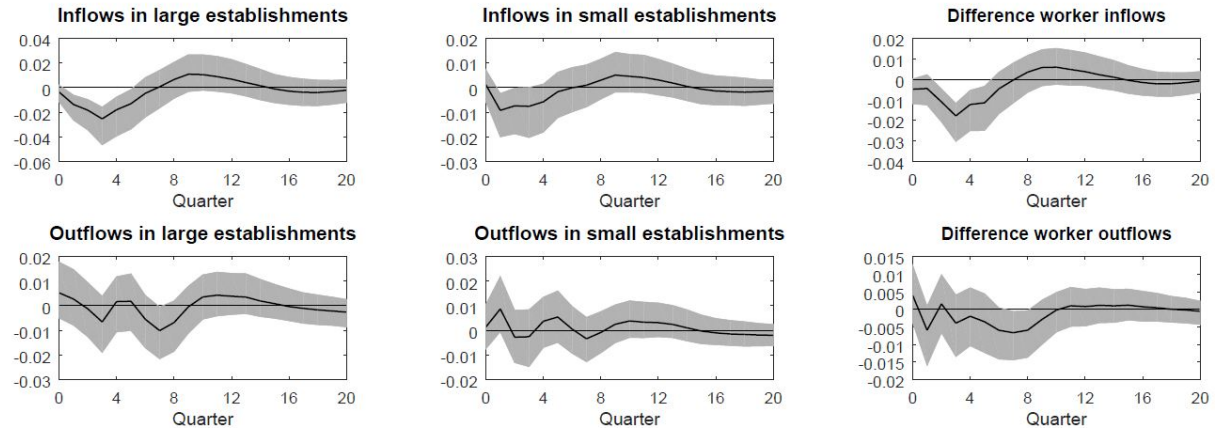 Inflows in large establishments
0.04
0.02
0
-0.02
-0.04
-0.06
0 4 8 12 16 20
Quarter
Inflows in small establishments
0.02
0.01
0
-0.01
-0.02
-0.03
0 4 8 12 16 20
Quarter
Difference worker inflows
0.02
0.01
0
-0.01
-0.02
-0.03
-0.04
0 4 8 12 16 20
Quarter
Outflows in large establishments
0.02
0.01
0
-0.01
-0.02
-0.03
0 4 8 12 16 20
Quarter
Outflows in small establishments
0.03
0.02
0.01
0
-0.01
-0.02
0 4 8 12 16 20
Quarter
Difference worker outflows
0.015
0.01
0.005
0
-0.005
-0.01
-0.015
-0.02
0 4 8 12 16 20
Quarter